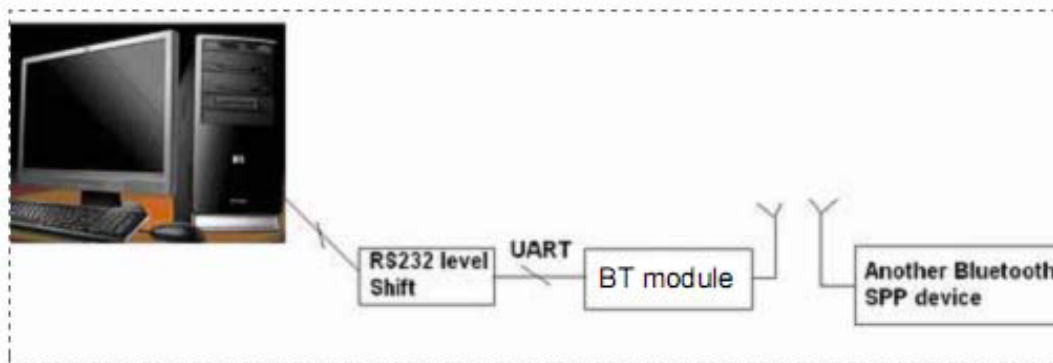 RS232 level
Shift
UART
BT module
Another Bluetooth
SPP device